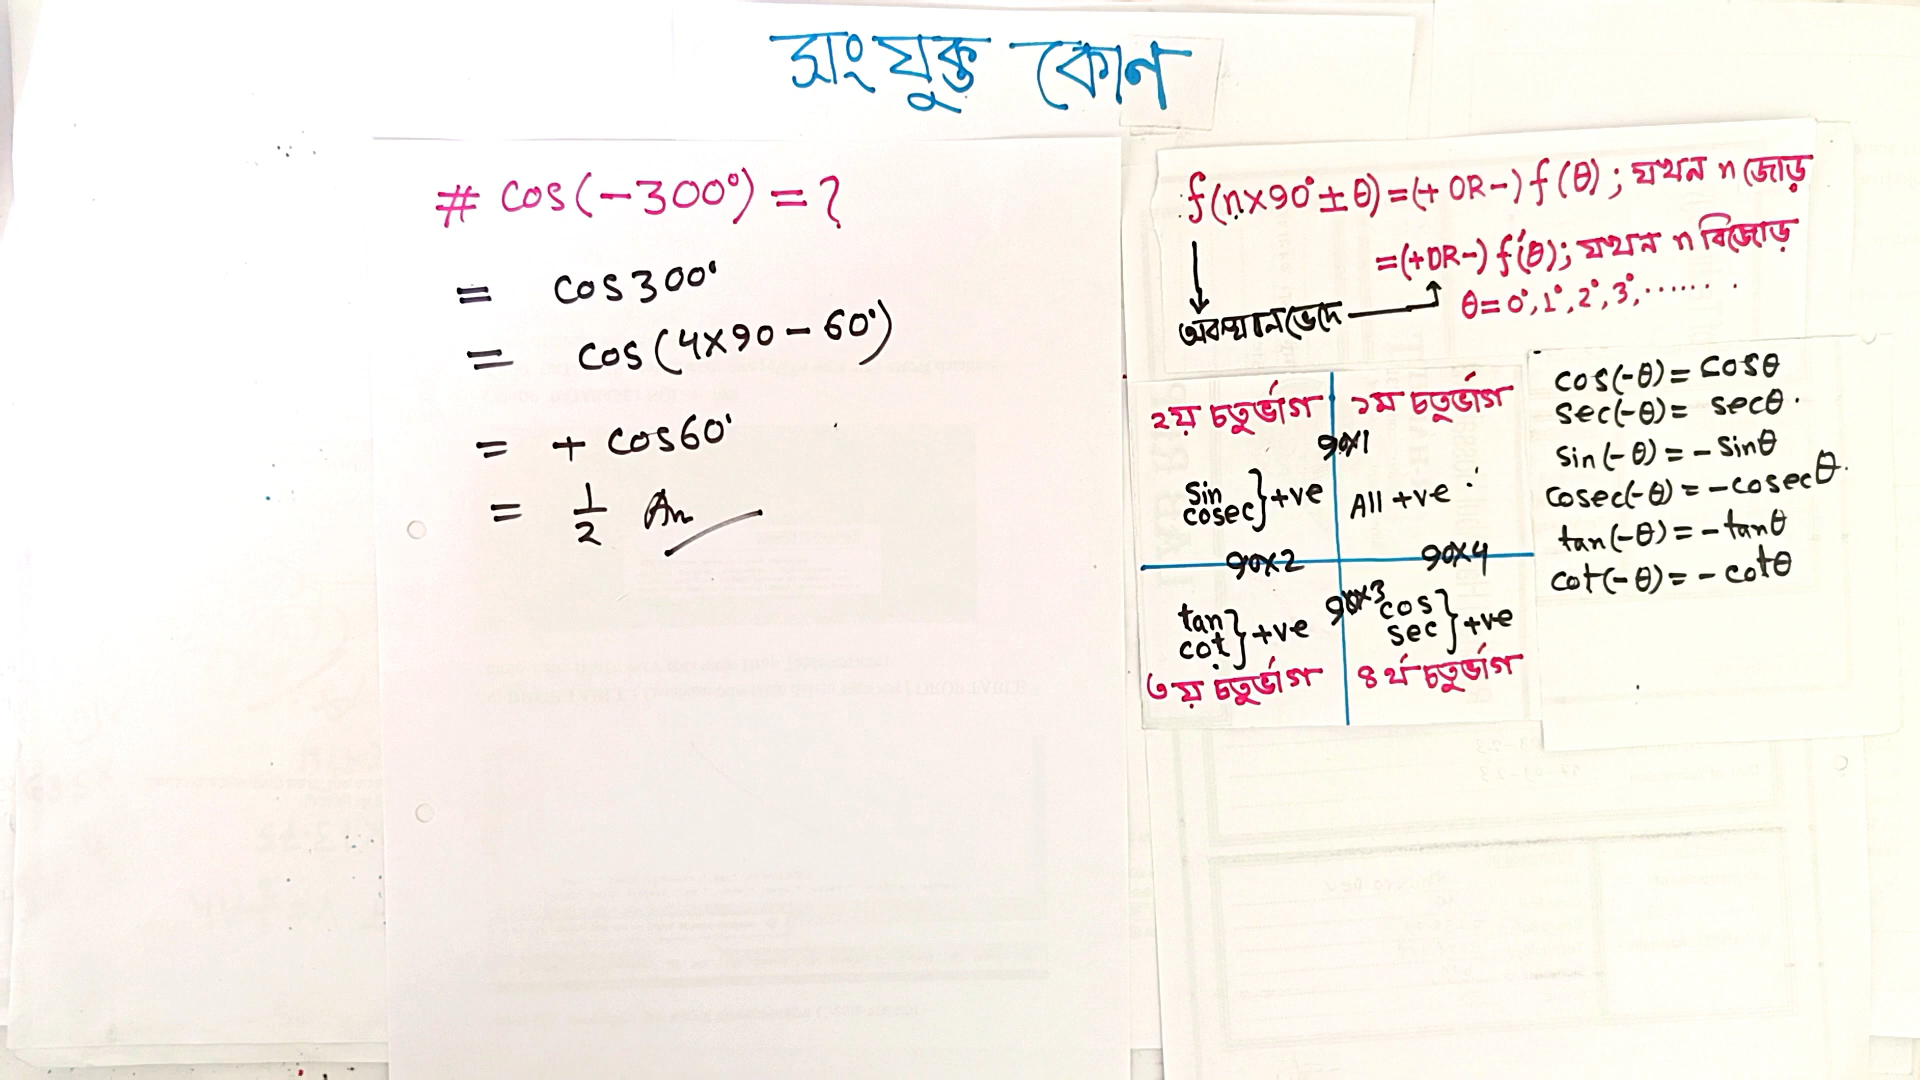 সংযুক্ত কোণ
# cos(-300°) = ?
= cos300°
= cos(4×90-60°)
= + cos60°
= 1/2 An
f(n×90°±θ)=(+ OR -) f(θ) ; যখন n জোড়
=(+OR-) f'(θ); যখন n বিজোড়
অবস্থানভেদে
θ=0°,1°,2°,3°,......
২য় চতুর্ভাগ
১ম চতুর্ভাগ
90×1
sin
cosec}+ve
All +ve
90×2
90×4
90×3
tan
cot}+ve
cos
sec}+ve
৩য় চতুর্ভাগ
৪র্থ চতুর্ভাগ
cos(-θ)= cosθ
sec(-θ)= secθ.
sin(-θ)= - sinθ
cosec(-θ) = -cosecθ.
tan(-θ)= -tanθ
cot(-θ)= - cotθ